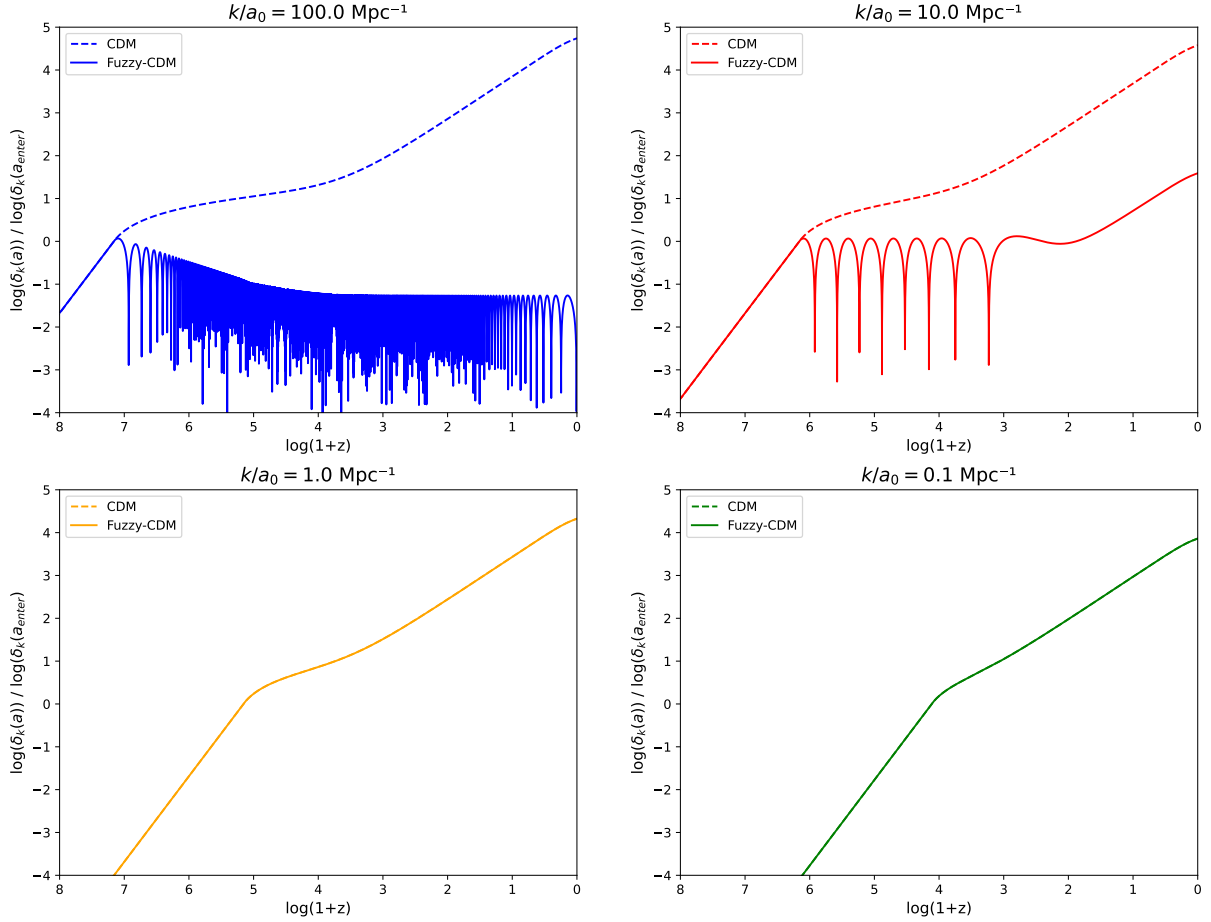 k/a₀ = 100.0 Mpc⁻¹
CDM
Fuzzy-CDM
log(δₖ(a)) / log(δₖ(aₑₙₜₑᵣ)
5
4
3
2
1
0
−1
−2
−3
−4
8 7 6 5 4 3 2 1 0
log(1+z)
k/a₀ = 10.0 Mpc⁻¹
CDM
Fuzzy-CDM
log(δₖ(a)) / log(δₖ(aₑₙₜₑᵣ)
5
4
3
2
1
0
−1
−2
−3
−4
8 7 6 5 4 3 2 1 0
log(1+z)
k/a₀ = 1.0 Mpc⁻¹
CDM
Fuzzy-CDM
log(δₖ(a)) / log(δₖ(aₑₙₜₑᵣ)
5
4
3
2
1
0
−1
−2
−3
−4
8 7 6 5 4 3 2 1 0
log(1+z)
k/a₀ = 0.1 Mpc⁻¹
CDM
Fuzzy-CDM
log(δₖ(a)) / log(δₖ(aₑₙₜₑᵣ)
5
4
3
2
1
0
−1
−2
−3
−4
8 7 6 5 4 3 2 1 0
log(1+z)